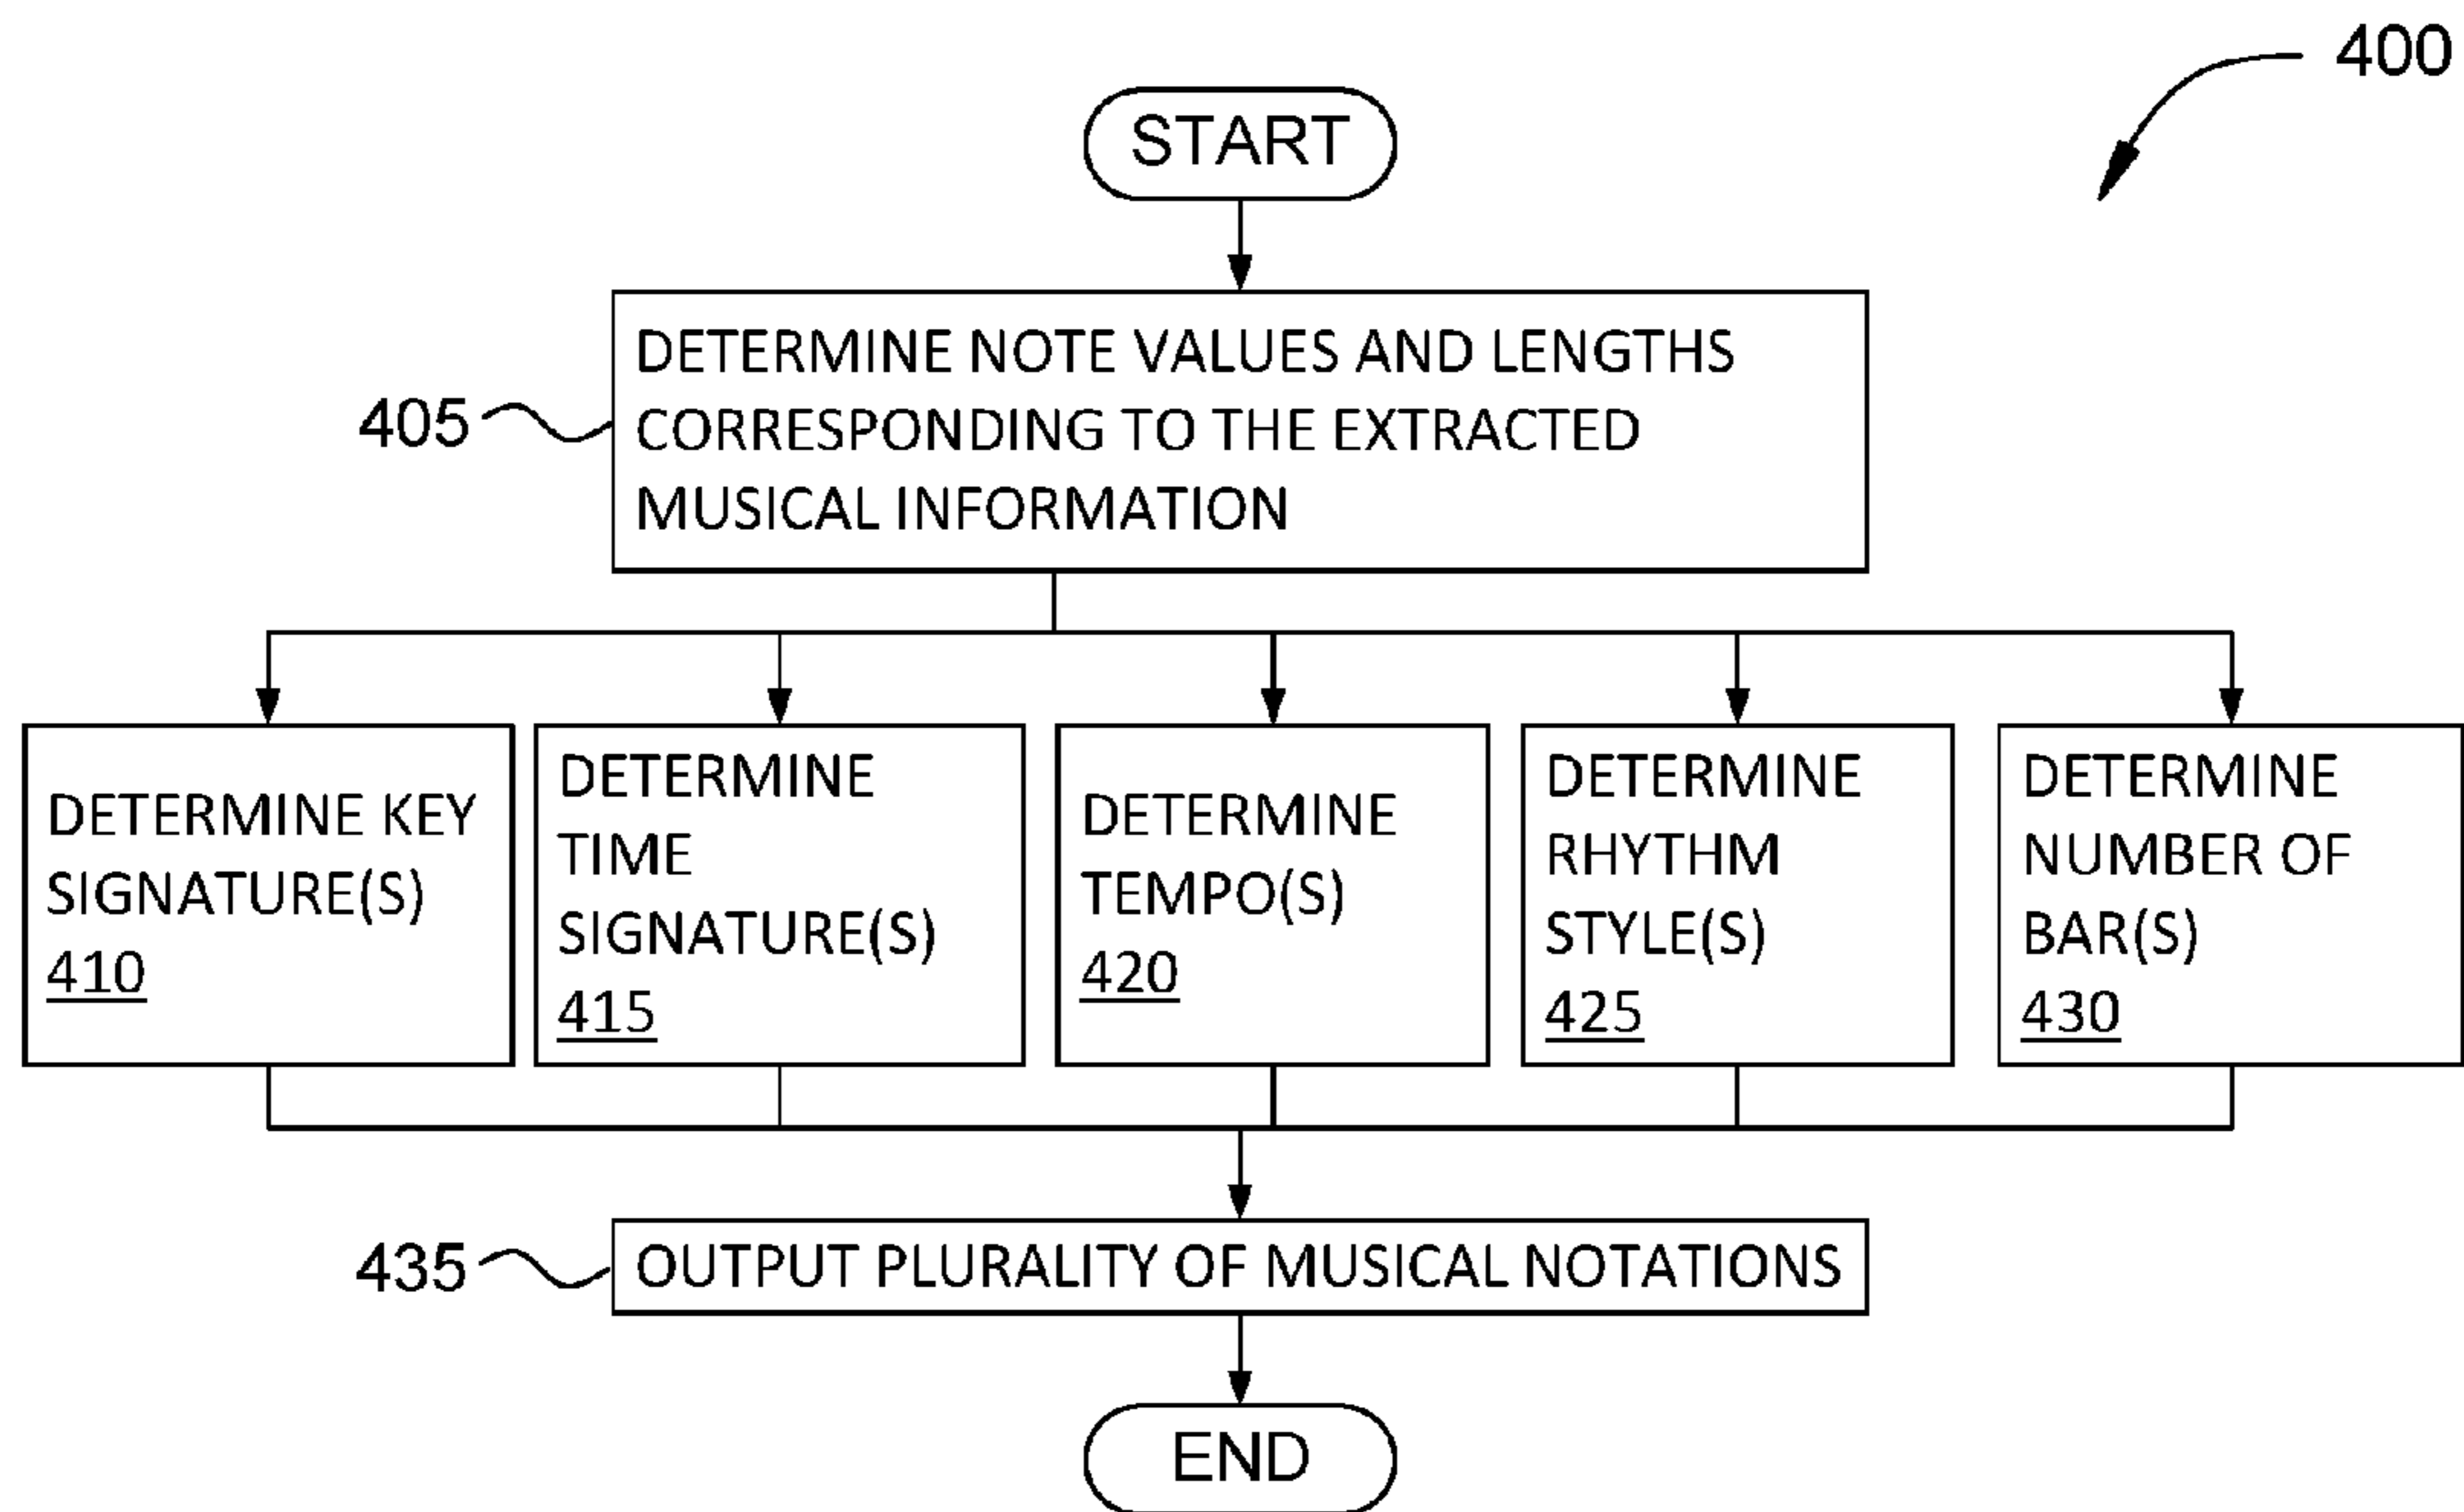 400
START
405
DETERMINE NOTE VALUES AND LENGTHS
CORRESPONDING TO THE EXTRACTED
MUSICAL INFORMATION
DETERMINE KEY
SIGNATURE(S)
410
DETERMINE
TIME
SIGNATURE(S)
415
DETERMINE
TEMPO(S)
420
DETERMINE
RHYTHM
STYLE(S)
425
DETERMINE
NUMBER OF
BAR(S)
430
435
OUTPUT PLURALITY OF MUSICAL NOTATIONS
END